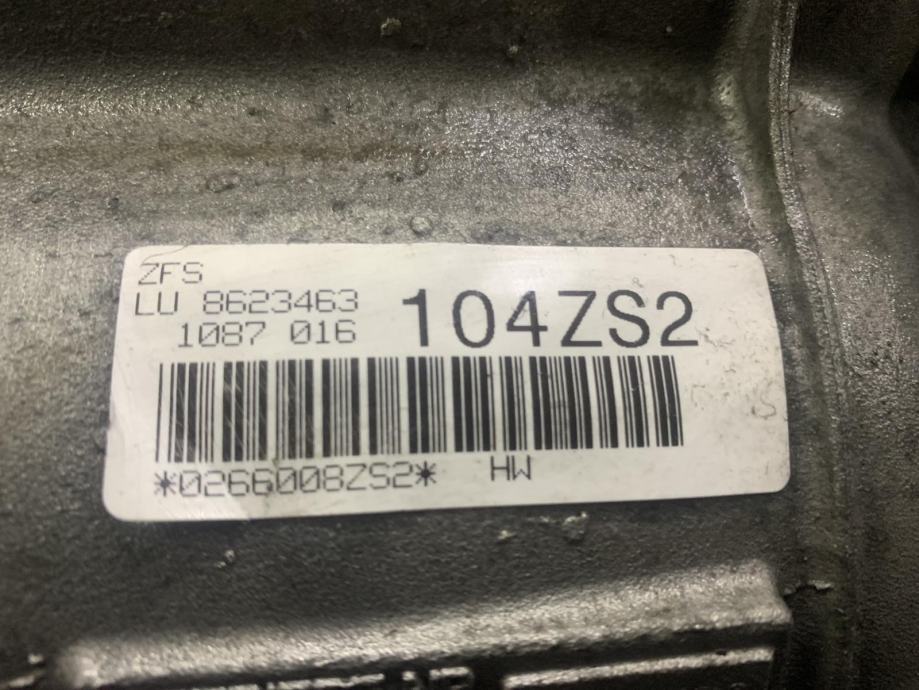 ZFS
LU 8623463
1087 016
104ZS2
*0266008ZS2* HW